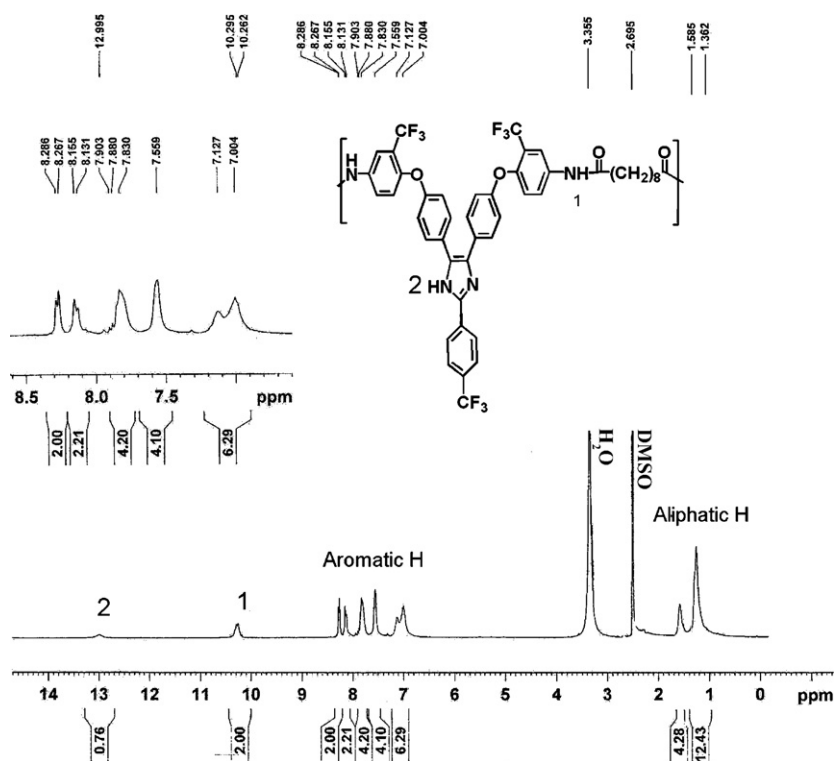 12.995
10.295
10.262
8.286
8.267
8.155
8.131
7.903
7.880
7.830
7.559
7.127
7.004
3.355
2.695
1.585
1.362
8.286
8.267
8.155
8.131
7.903
7.880
7.830
7.559
7.127
7.004
CF₃
CF₃
H
N
O
O
NH
O
(CH₂)₈
O
1
2
HN
N
CF₃
8.5 8.0 7.5 ppm
2.00
2.21
4.20
4.10
6.29
H₂O
DMSO
Aromatic H
Aliphatic H
2
1
14 13 12 11 10 9 8 7 6 5 4 3 2 1 0 ppm
0.76
2.00
2.00
2.21
4.20
4.10
6.29
4.28
12.43